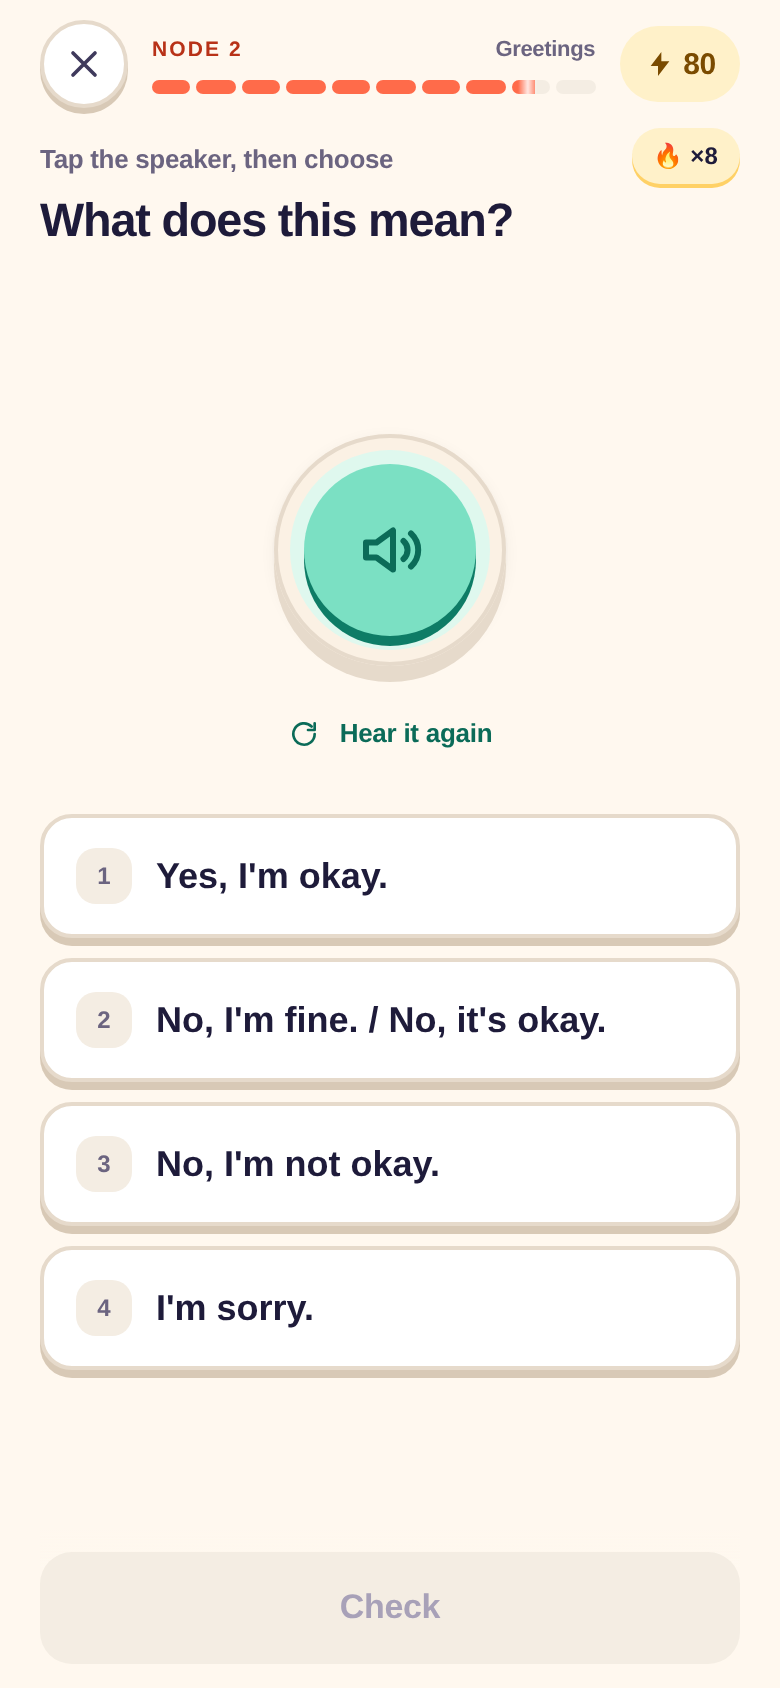 NODE 2
Greetings
80
Tap the speaker, then choose
🔥 ×8
What does this mean?
Hear it again
1 Yes, I'm okay.
2 No, I'm fine. / No, it's okay.
3 No, I'm not okay.
4 I'm sorry.
Check